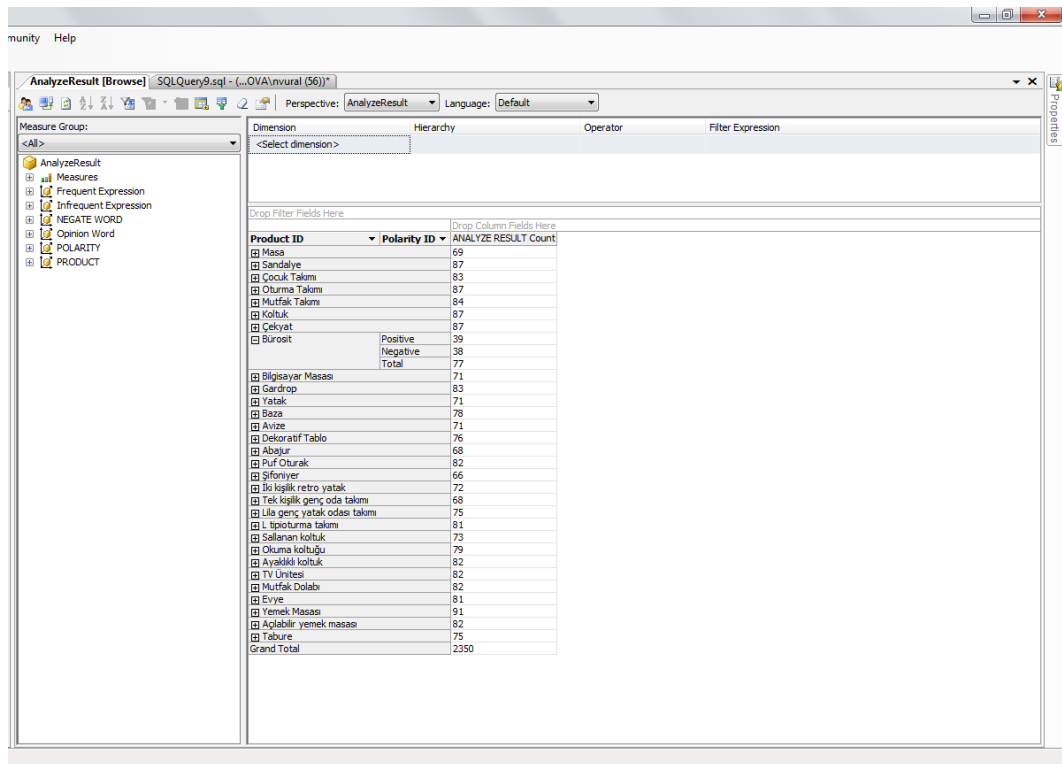 munity Help
AnalyzeResult [Browse] SQLQuery9.sql - (...OVA\nvural (56))*
Perspective: AnalyzeResult Language: Default
Properties
Measure Group:
<All>
AnalyzeResult
Measures
Frequent Expression
Infrequent Expression
NEGATE WORD
Opinion Word
POLARITY
PRODUCT
Dimension Hierarchy Operator Filter Expression
<Select dimension>
Drop Filter Fields Here
Drop Column Fields Here
Product ID Polarity ID ANALYZE RESULT Count
Masa 69
Sandalye 87
Çocuk Takımı 83
Oturma Takımı 87
Mutfak Takımı 84
Koltuk 87
Çekyat 87
Bürosit Positive 39
Negative 38
Total 77
Bilgisayar Masası 71
Gardrop 83
Yatak 71
Baza 78
Avize 71
Dekoratif Tablo 76
Abajur 68
Puf Oturak 82
Şifoniyer 66
İki kişilik retro yatak 72
Tek kişilik genç oda takımı 68
Lila genç yatak odası takımı 75
L tipioturma takımı 81
Sallanan koltuk 73
Okuma koltuğu 79
Ayaklıklı koltuk 82
TV Ünitesi 82
Mutfak Dolabı 82
Evye 81
Yemek Masası 91
Açılabilir yemek masası 82
Tabure 75
Grand Total 2350